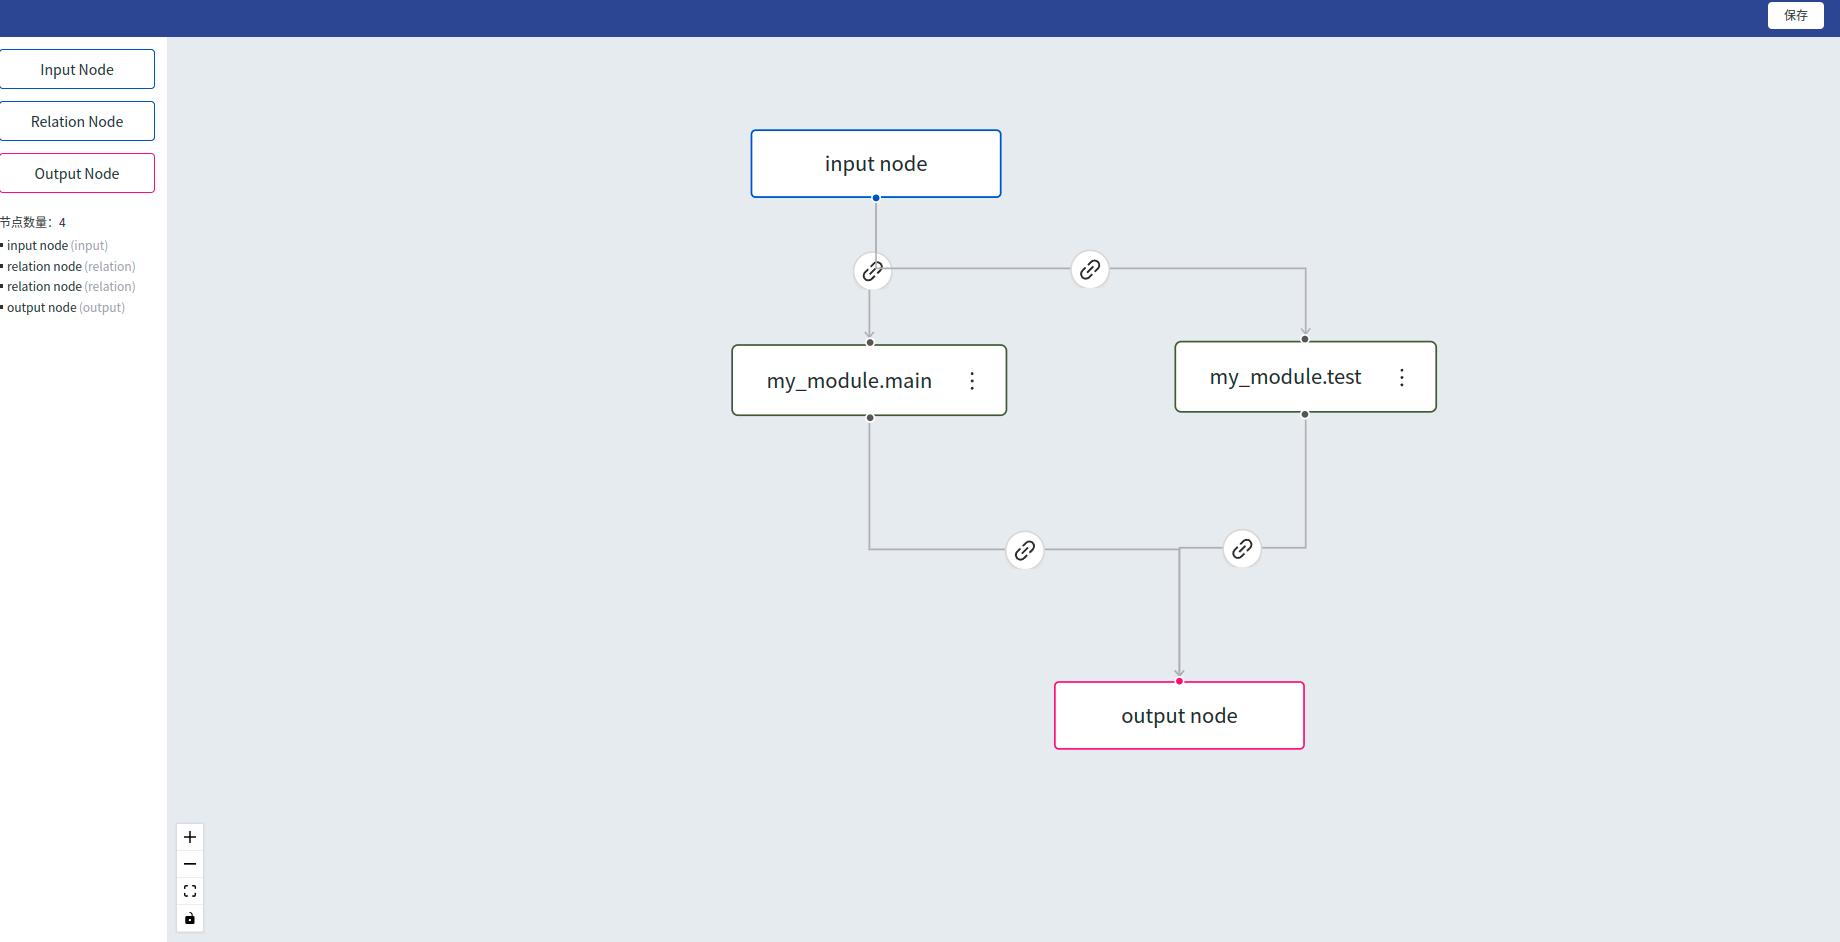 保存
Input Node
Relation Node
Output Node
节点数量：4
input node (input)
relation node (relation)
relation node (relation)
output node (output)
input node
my_module.main
my_module.test
output node